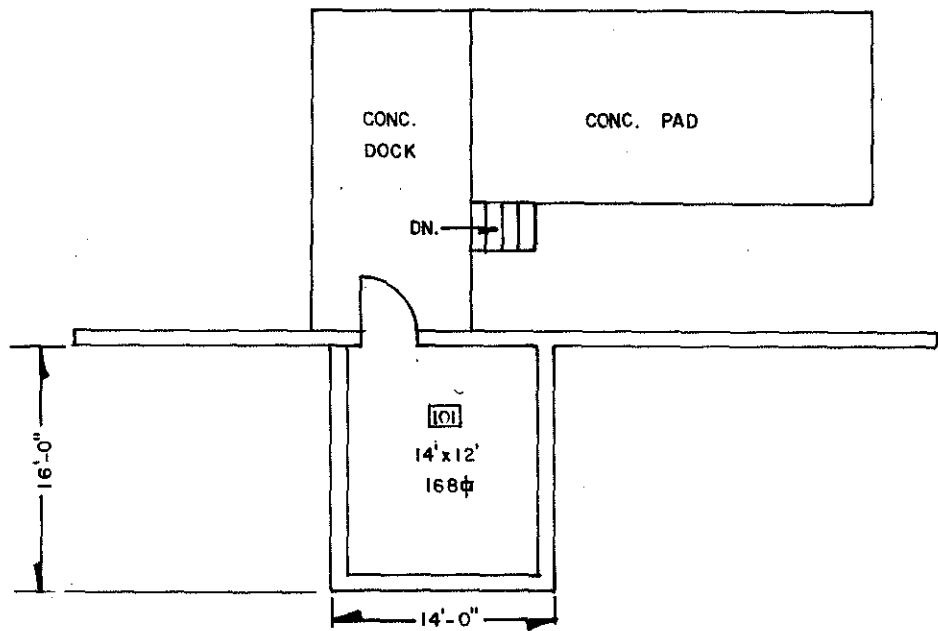 CONC.
DOCK
CONC. PAD
DN.
101
14'x12'
168⏍
16'-0"
14'-0"